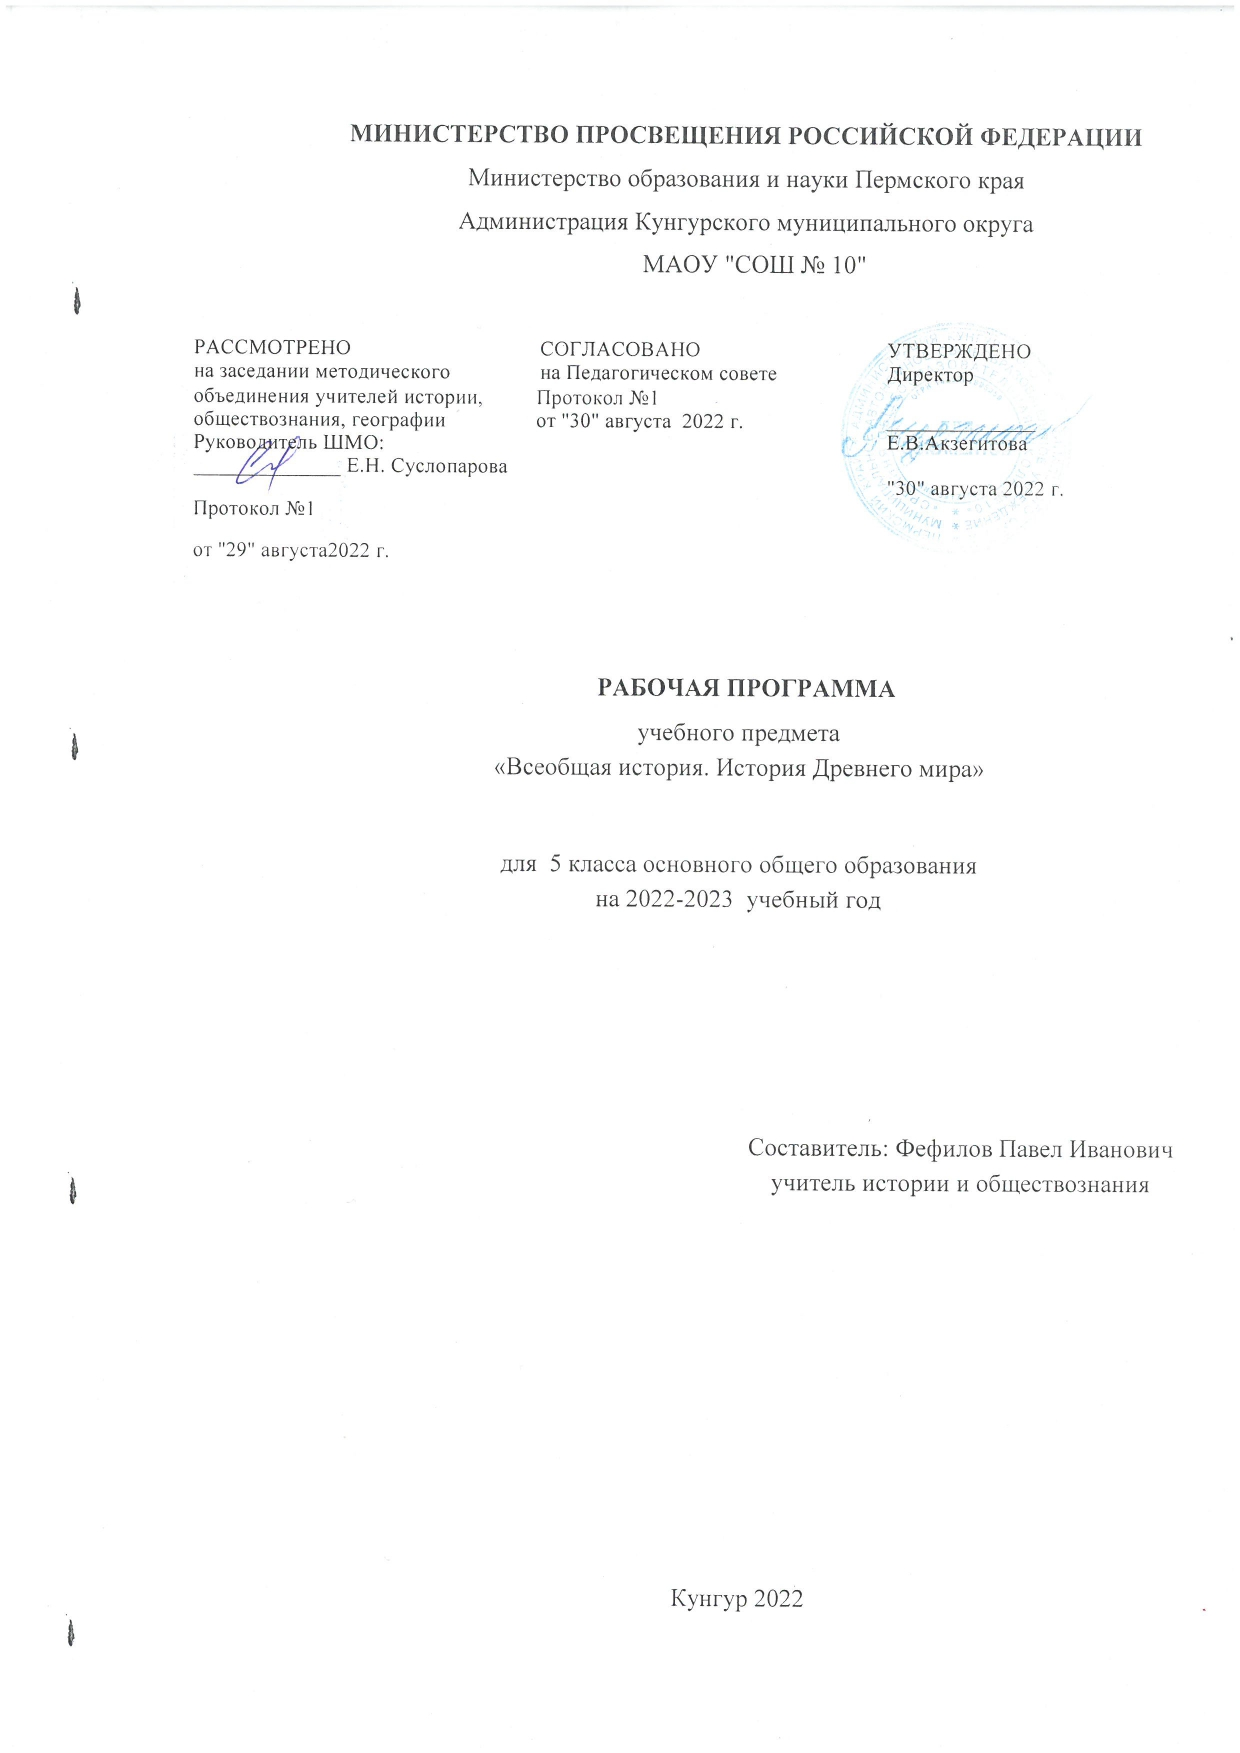 МИНИСТЕРСТВО ПРОСВЕЩЕНИЯ РОССИЙСКОЙ ФЕДЕРАЦИИ
Министерство образования и науки Пермского края
Администрация Кунгурского муниципального округа
МАОУ "СОШ № 10"
РАССМОТРЕНО
на заседании методического
объединения учителей истории,
обществознания, географии
Руководитель ШМО:
______________ Е.Н. Суслопарова
Протокол №1
от "29" августа2022 г.
СОГЛАСОВАНО
на Педагогическом совете
Протокол №1
от "30" августа 2022 г.
УТВЕРЖДЕНО
Директор
______________
Е.В.Акзегитова
"30" августа 2022 г.
РАБОЧАЯ ПРОГРАММА
учебного предмета
«Всеобщая история. История Древнего мира»
для 5 класса основного общего образования
на 2022-2023 учебный год
Составитель: Фефилов Павел Иванович
учитель истории и обществознания
Кунгур 2022